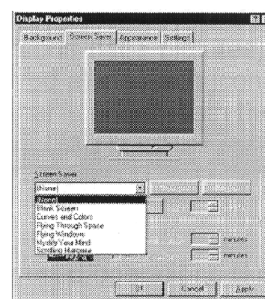 Display Properties
Background Screen Saver Appearance Settings
Screen Saver
(None)
(None)
Blank Screen
Curves and Colors
Flying Through Space
Flying Windows
Mystify Your Mind
Scrolling Marquee
minutes
minutes
OK Cancel Apply